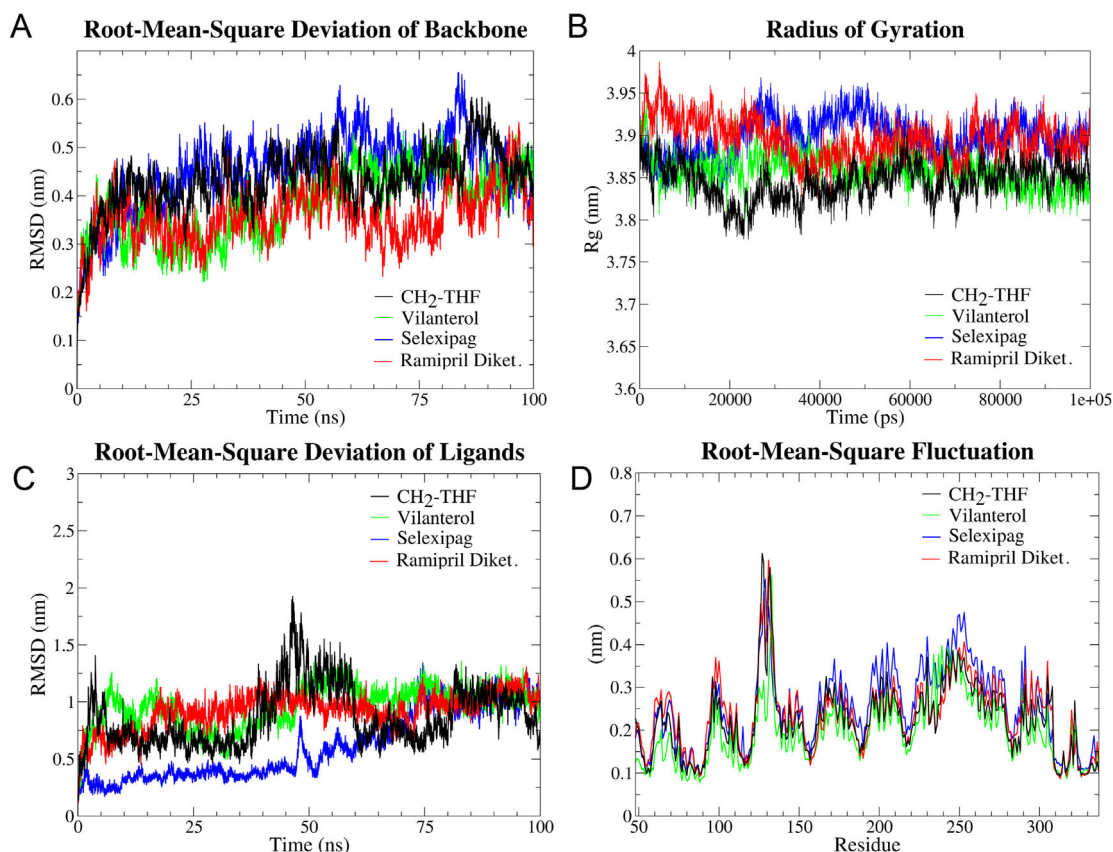 A
Root-Mean-Square Deviation of Backbone
0.6
0.5
0.4
0.3
0.2
0.1
0
RMSD (nm)
CH2-THF
Vilanterol
Selexipag
Ramipril Diket.
0 25 50 75 100
Time (ns)
B
Radius of Gyration
4
3.95
3.9
3.85
3.8
3.75
3.7
3.65
3.6
Rg (nm)
CH2-THF
Vilanterol
Selexipag
Ramipril Diket.
0 20000 40000 60000 80000 1e+05
Time (ps)
C
Root-Mean-Square Deviation of Ligands
3
2.5
2
1.5
1
0.5
0
RMSD (nm)
CH2-THF
Vilanterol
Selexipag
Ramipril Diket.
0 25 50 75 100
Time (ns)
D
Root-Mean-Square Fluctuation
0.8
0.7
0.6
0.5
0.4
0.3
0.2
0.1
0
(nm)
CH2-THF
Vilanterol
Selexipag
Ramipril Diket.
50 100 150 200 250 300
Residue